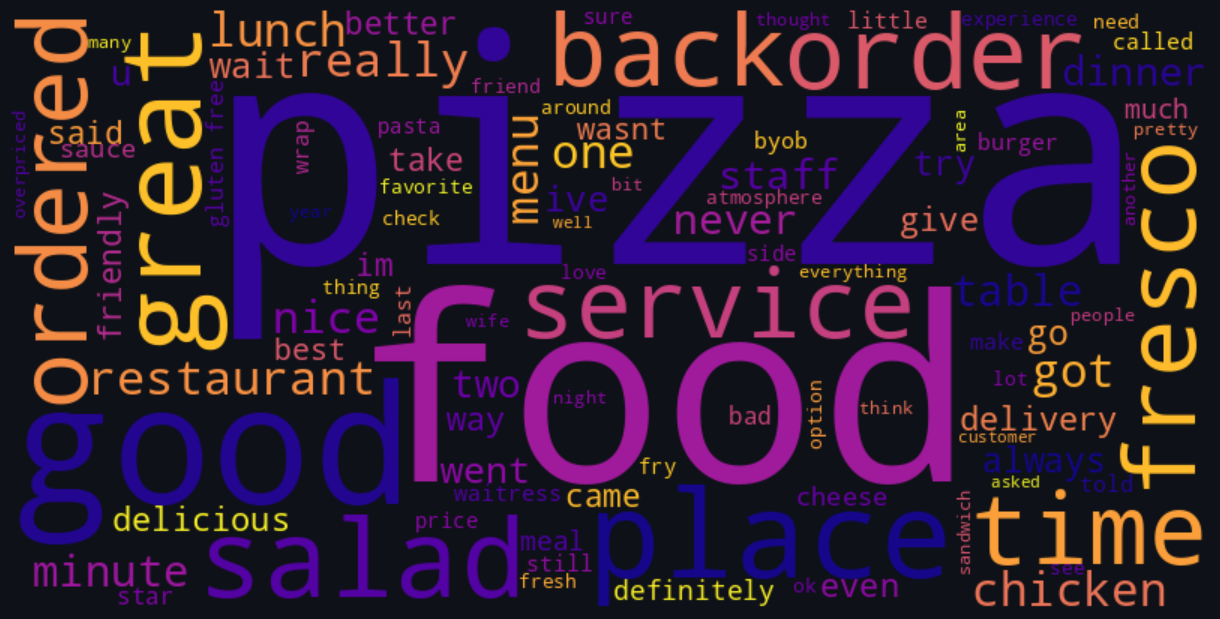 pizza
food
good
place
salad
great
ordered
fresco
back
order
service
time
lunch
better
wait
really
friend
sure
thought
little
experience
need
called
dinner
many
u
said
sauce
overpriced
gluten free
friendly
wrap
year
pasta
take
favorite
check
im
thing
last
nice
best
restaurant
menu
around
wasnt
one
ive
bit
well
byob
staff
atmosphere
never
side
love
everything
area
try
burger
much
pretty
another
give
table
people
make
go
lot
got
delivery
customer
always
asked
told
wife
two
way
night
bad
option
think
went
waitress
fry
came
cheese
delicious
price
minute
star
meal
still
fresh
definitely
ok
even
sandwich
see
chicken